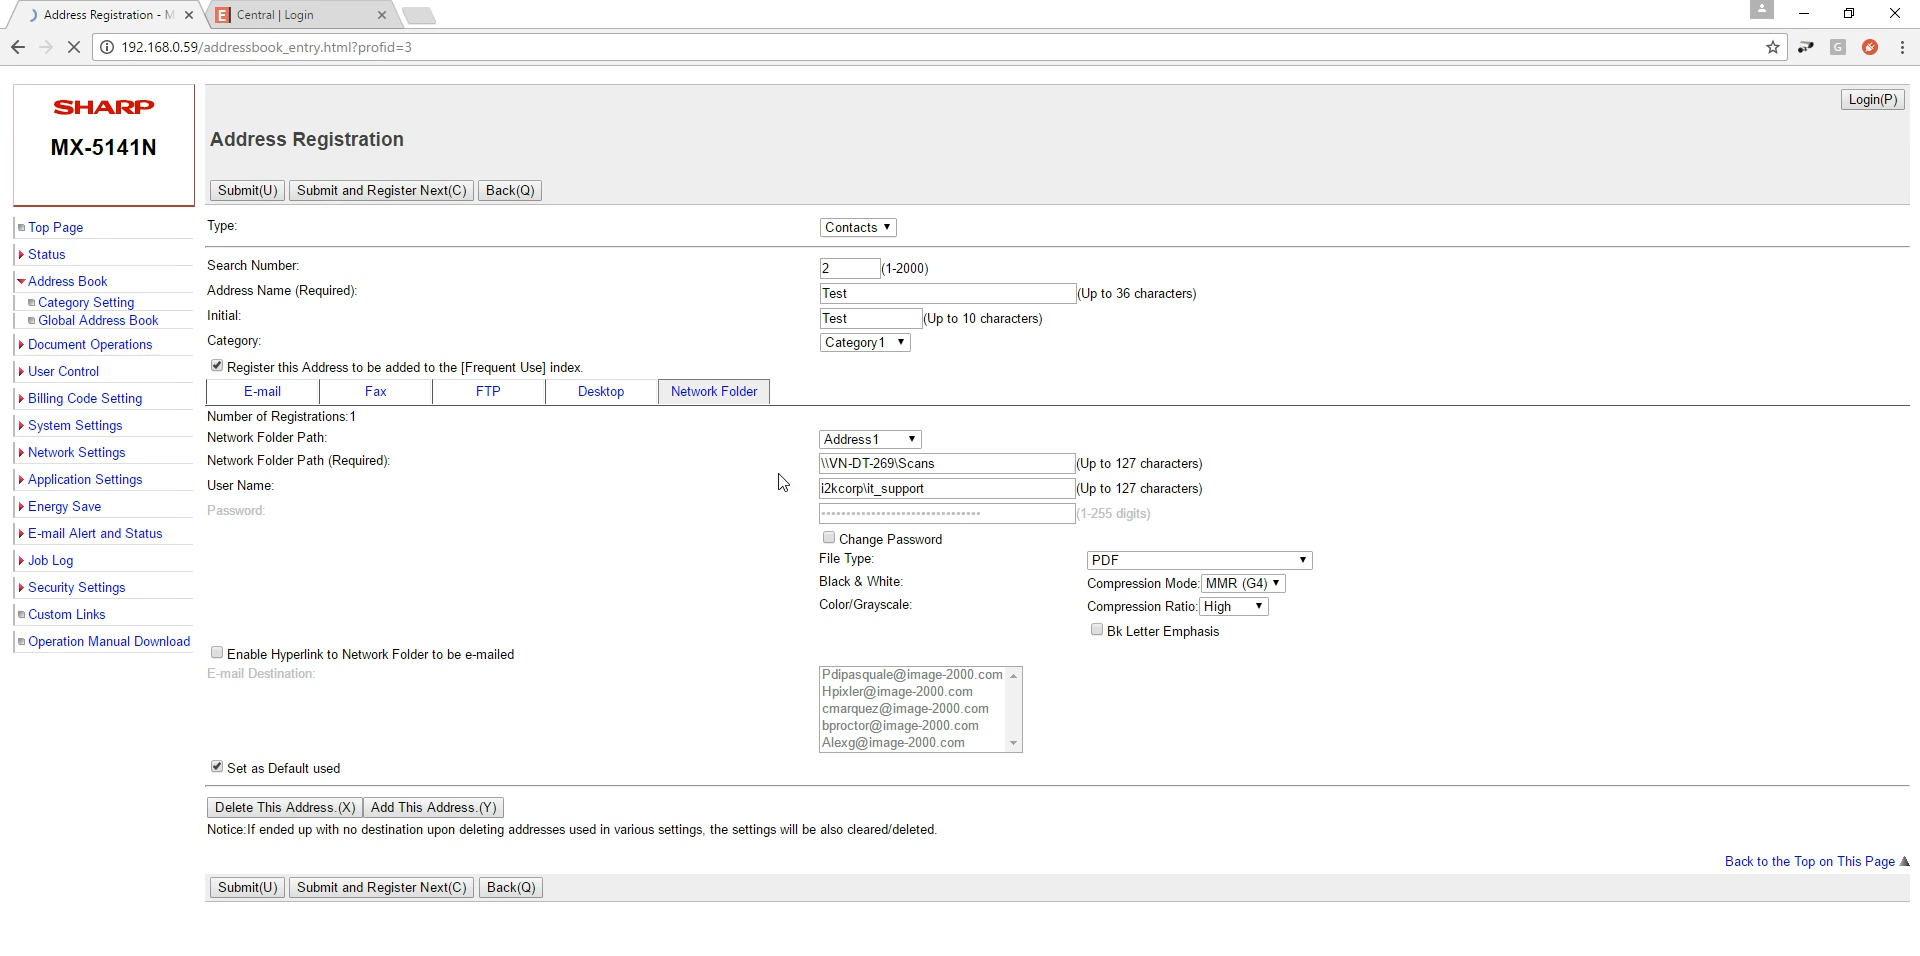 Address Registration - M
Central | Login
192.168.0.59/addressbook_entry.html?profid=3
SHARP
MX-5141N
Login(P)
Address Registration
Submit(U) Submit and Register Next(C) Back(Q)
Top Page
Status
Address Book
Category Setting
Global Address Book
Document Operations
User Control
Billing Code Setting
System Settings
Network Settings
Application Settings
Energy Save
E-mail Alert and Status
Job Log
Security Settings
Custom Links
Operation Manual Download
Type: Contacts
Search Number: 2 (1-2000)
Address Name (Required): Test (Up to 36 characters)
Initial: Test (Up to 10 characters)
Category: Category1
Register this Address to be added to the [Frequent Use] index.
E-mail Fax FTP Desktop Network Folder
Number of Registrations:1
Network Folder Path: Address1
Network Folder Path (Required): \\VN-DT-269\Scans (Up to 127 characters)
User Name: i2kcorp\it_support (Up to 127 characters)
Password: (1-255 digits)
Change Password
File Type: PDF
Black & White: Compression Mode: MMR (G4)
Color/Grayscale: Compression Ratio: High
Bk Letter Emphasis
Enable Hyperlink to Network Folder to be e-mailed
E-mail Destination: Pdipasquale@image-2000.com
Hpixler@image-2000.com
cmarquez@image-2000.com
bproctor@image-2000.com
Alexg@image-2000.com
Set as Default used
Delete This Address.(X) Add This Address.(Y)
Notice:If ended up with no destination upon deleting addresses used in various settings, the settings will be also cleared/deleted.
Back to the Top on This Page
Submit(U) Submit and Register Next(C) Back(Q)